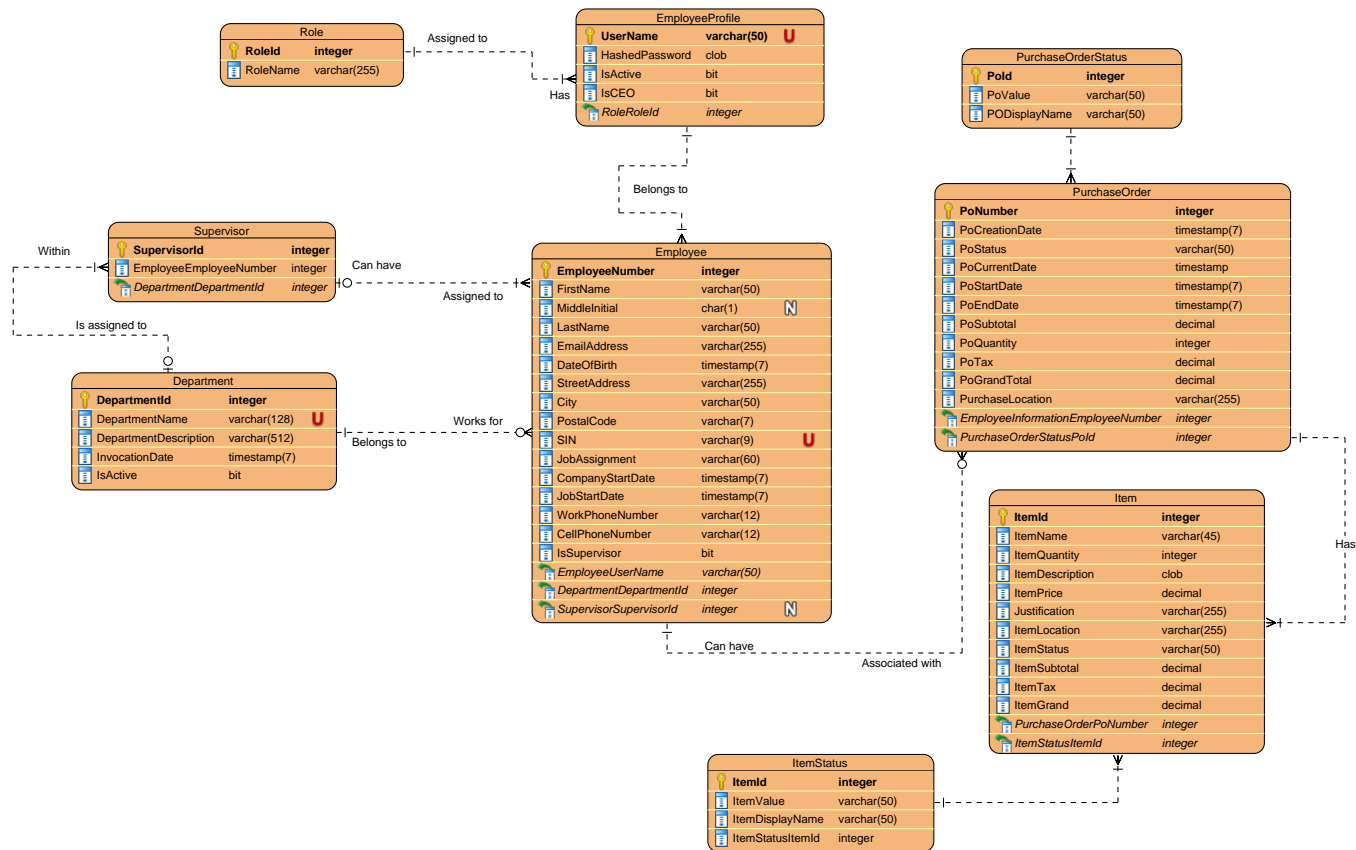 Role
RoleId integer
RoleName varchar(255)
Assigned to
Has
EmployeeProfile
UserName varchar(50) U
HashedPassword clob
IsActive bit
IsCEO bit
RoleRoleId integer
PurchaseOrderStatus
PoId integer
PoValue varchar(50)
PODisplayName varchar(50)
Belongs to
Supervisor
SupervisorId integer
EmployeeEmployeeNumber integer
DepartmentDepartmentId integer
Within
Is assigned to
Can have
Assigned to
Department
DepartmentId integer
DepartmentName varchar(128) U
DepartmentDescription varchar(512)
InvocationDate timestamp(7)
IsActive bit
Works for
Belongs to
Employee
EmployeeNumber integer
FirstName varchar(50)
MiddleInitial char(1) N
LastName varchar(50)
EmailAddress varchar(255)
DateOfBirth timestamp(7)
StreetAddress varchar(255)
City varchar(50)
PostalCode varchar(7)
SIN varchar(9) U
JobAssignment varchar(60)
CompanyStartDate timestamp(7)
JobStartDate timestamp(7)
WorkPhoneNumber varchar(12)
CellPhoneNumber varchar(12)
IsSupervisor bit
EmployeeUserName varchar(50)
DepartmentDepartmentId integer
SupervisorSupervisorId integer N
PurchaseOrder
PoNumber integer
PoCreationDate timestamp(7)
PoStatus varchar(50)
PoCurrentDate timestamp
PoStartDate timestamp(7)
PoEndDate timestamp(7)
PoSubtotal decimal
PoQuantity integer
PoTax decimal
PoGrandTotal decimal
PurchaseLocation varchar(255)
EmployeeInformationEmployeeNumber integer
PurchaseOrderStatusPoId integer
Can have
Associated with
Has
Item
ItemId integer
ItemName varchar(45)
ItemQuantity integer
ItemDescription clob
ItemPrice decimal
Justification varchar(255)
ItemLocation varchar(255)
ItemStatus varchar(50)
ItemSubtotal decimal
ItemTax decimal
ItemGrand decimal
PurchaseOrderPoNumber integer
ItemStatusItemId integer
ItemStatus
ItemId integer
ItemValue varchar(50)
ItemDisplayName varchar(50)
ItemStatusItemId integer